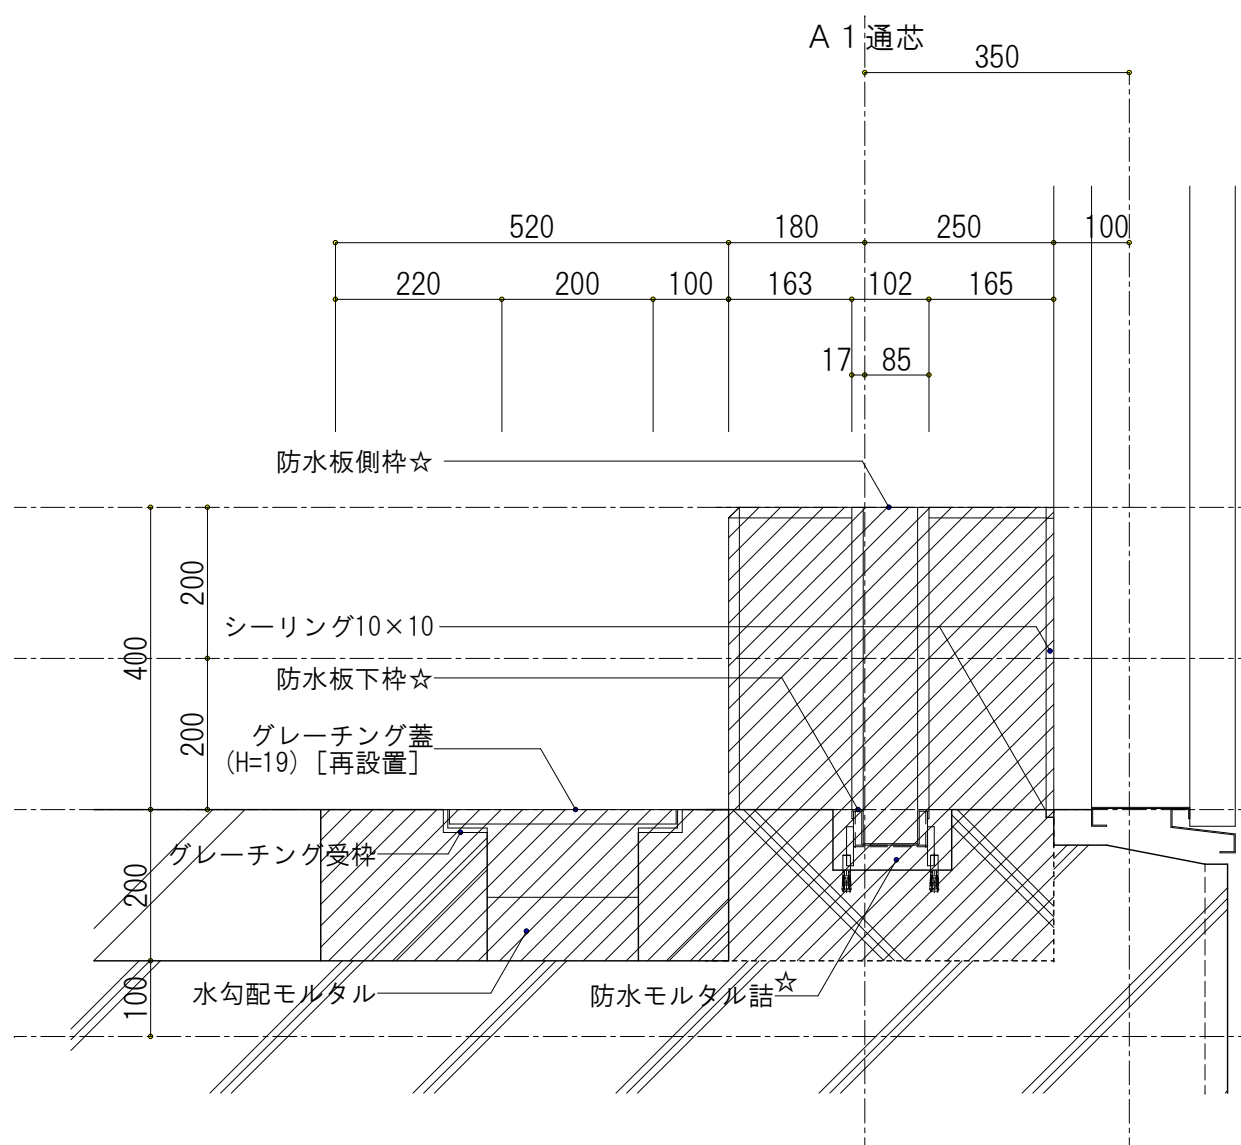 A1通芯
350
520
180
250
100
220
200
100
163
102
165
17
85
防水板側枠☆
200
シーリング10×10
400
防水板下枠☆
200
グレーチング蓋
(H=19)［再設置］
グレーチング受枠
200
水勾配モルタル
防水モルタル詰☆
100